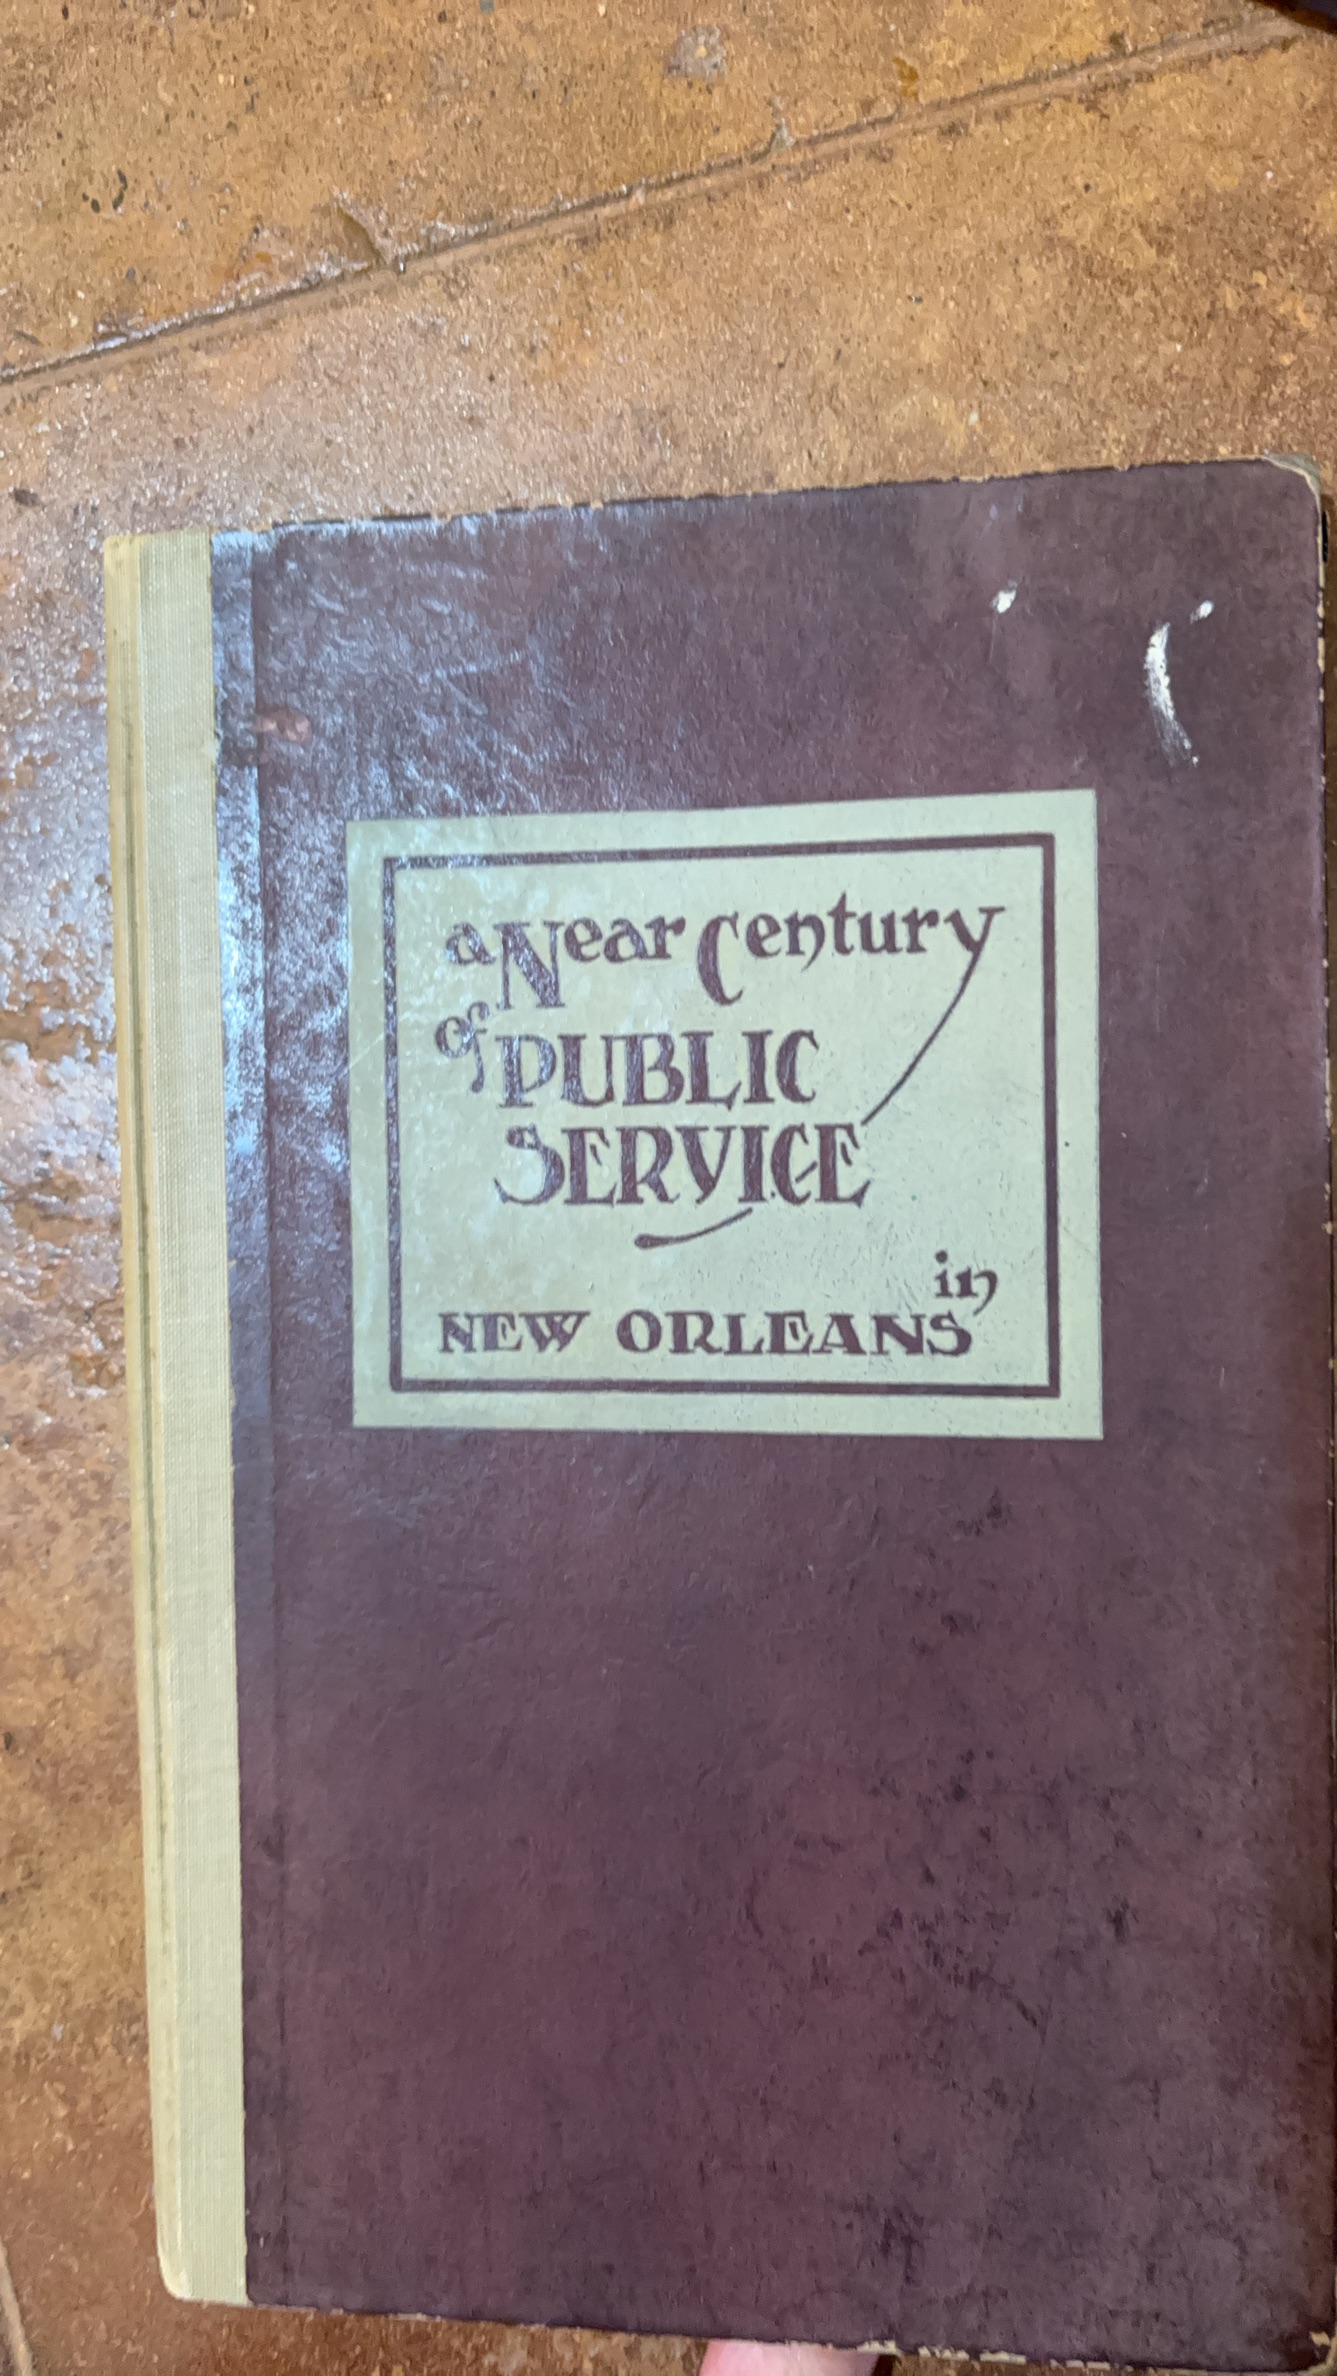 a Near Century
of PUBLIC
SERVICE
in
NEW ORLEANS